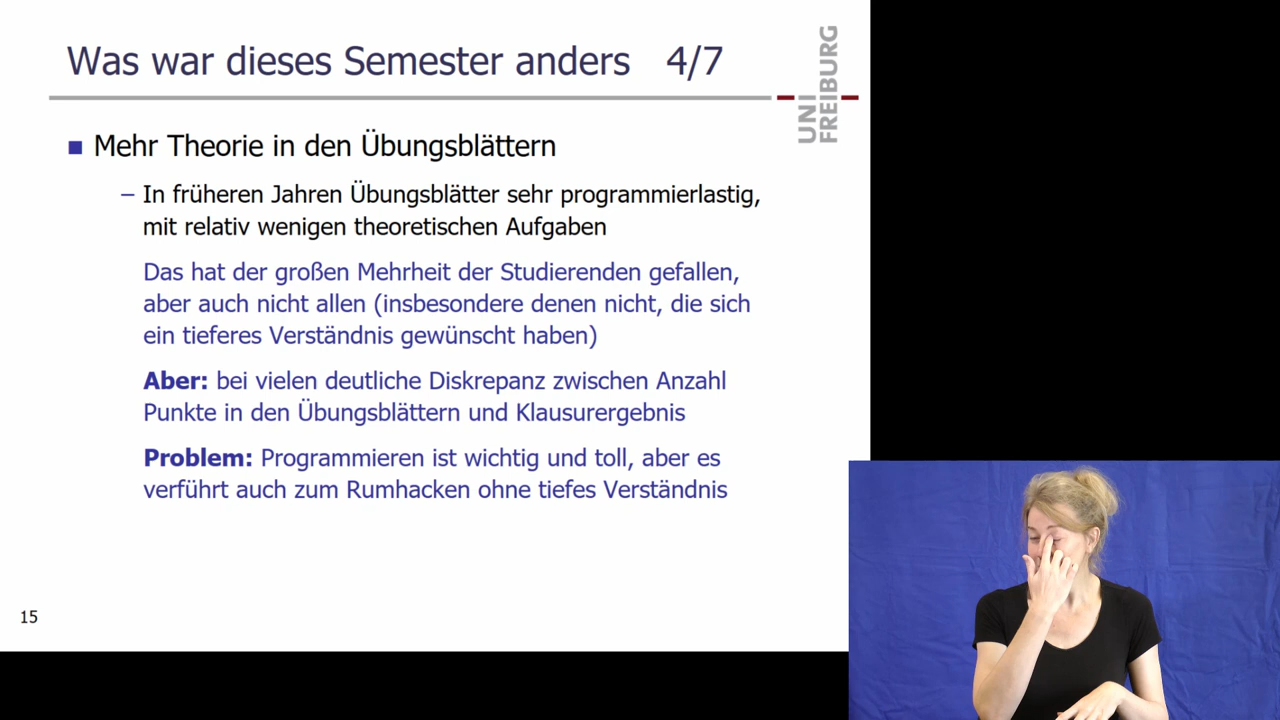 Was war dieses Semester anders 4/7
UNI
FREIBURG
■ Mehr Theorie in den Übungsblättern
– In früheren Jahren Übungsblätter sehr programmierlastig,
mit relativ wenigen theoretischen Aufgaben
Das hat der großen Mehrheit der Studierenden gefallen,
aber auch nicht allen (insbesondere denen nicht, die sich
ein tieferes Verständnis gewünscht haben)
Aber: bei vielen deutliche Diskrepanz zwischen Anzahl
Punkte in den Übungsblättern und Klausurergebnis
Problem: Programmieren ist wichtig und toll, aber es
verführt auch zum Rumhacken ohne tiefes Verständnis
15